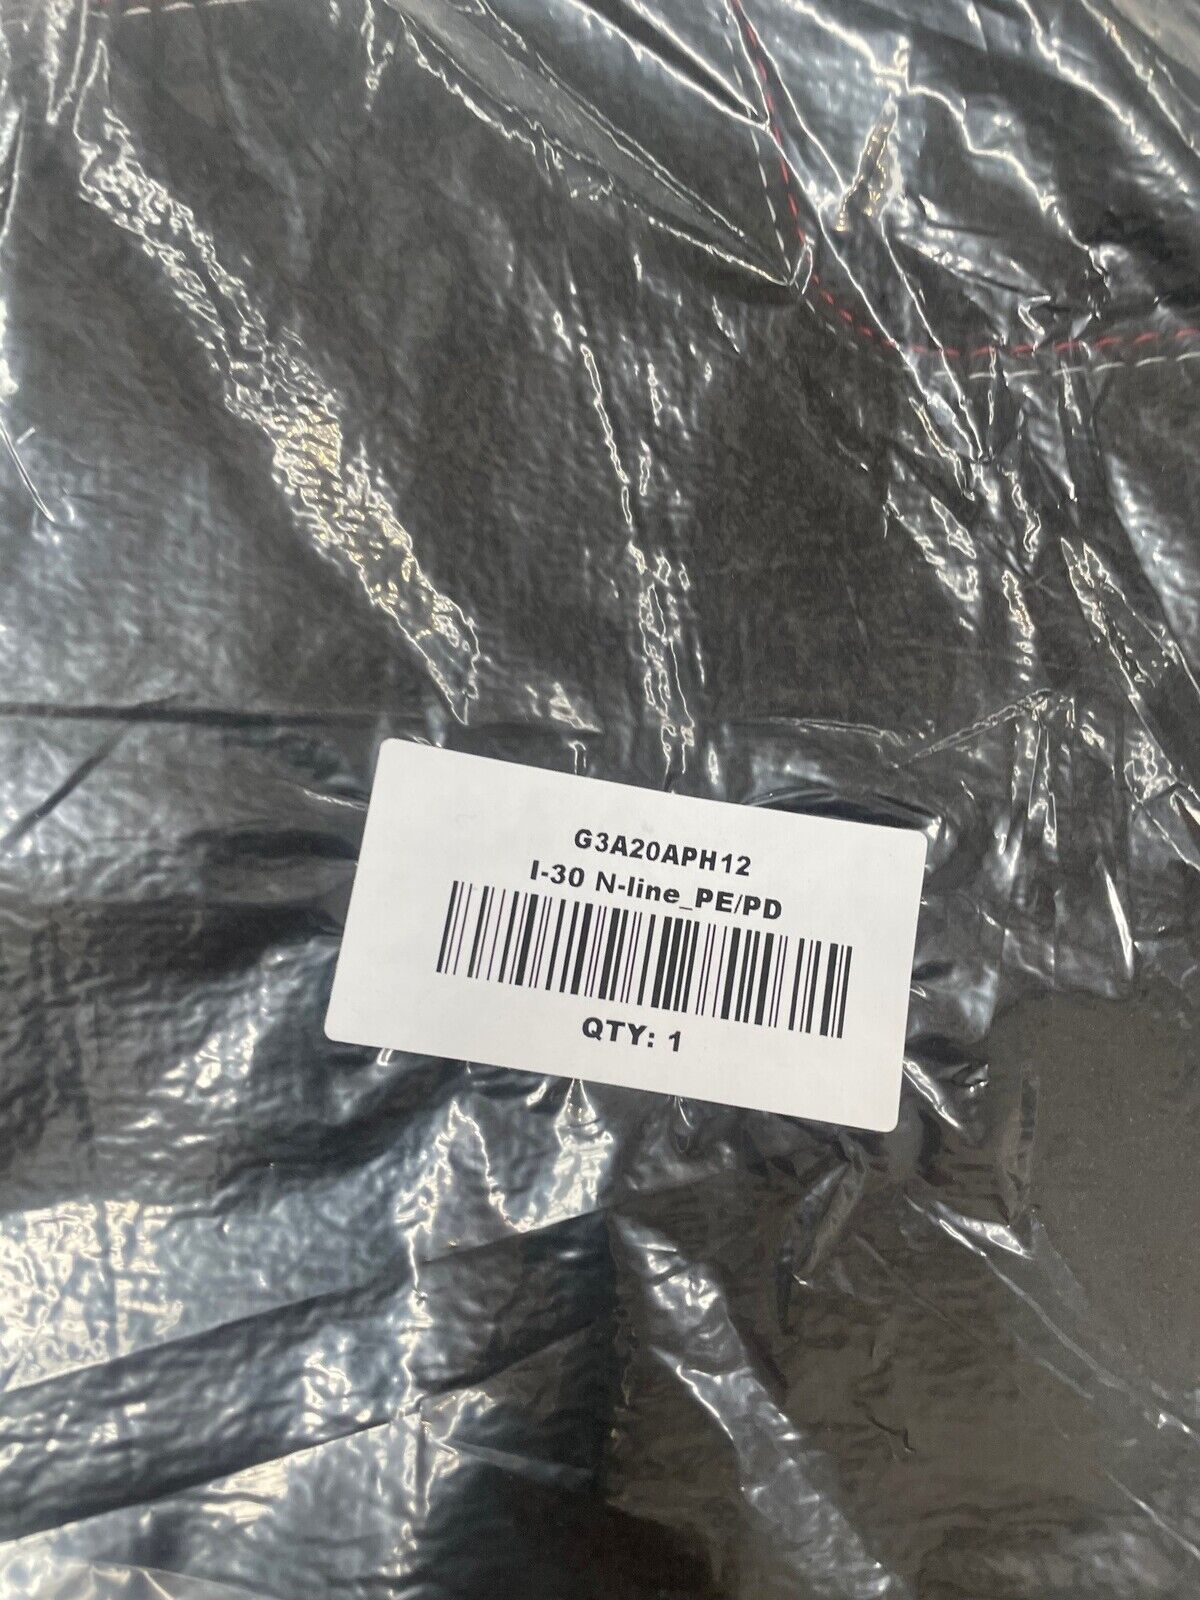 G3A20APH12
I-30 N-line_PE/PD
QTY: 1